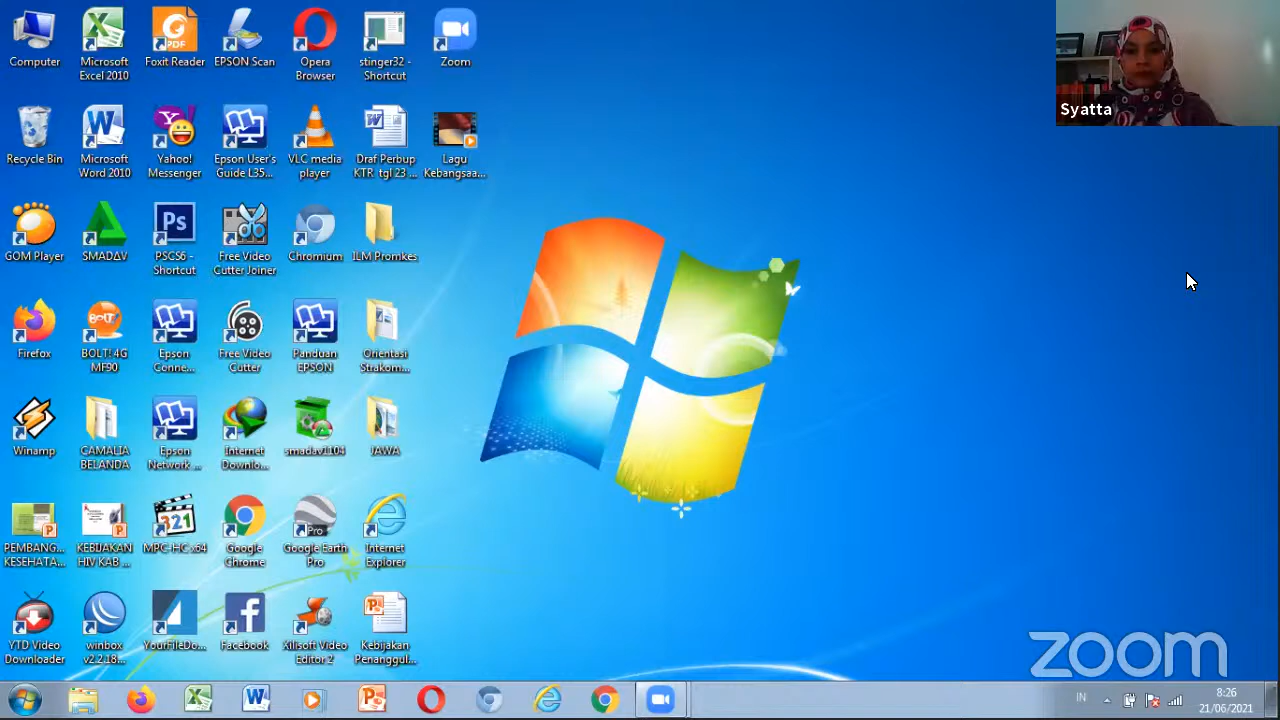 Computer
Microsoft
Excel 2010
Foxit Reader
EPSON Scan
Opera
Browser
stinger32 -
Shortcut
Zoom
Syatta
Recycle Bin
Microsoft
Word 2010
Yahoo!
Messenger
Epson User's
Guide L35...
VLC media
player
Draf Perbup
KTR tgl 23 ...
Lagu
Kebangsaa...
GOM Player
SMADΔV
Ps
PSCS6 -
Shortcut
Free Video
Cutter Joiner
Chromium
ILM Promkes
Firefox
BOLT! 4G
MF90
Epson
Conne...
Free Video
Cutter
Panduan
EPSON
Orientasi
Strakom...
Winamp
CAMALIA
BELANDA
Epson
Network ...
Internet
Downlo...
smadav1104
JAWA
PEMBANG...
KESEHATA...
KEBIJAKAN
HIV KAB ...
321
MPC-HC x64
Google
Chrome
Pro
Google Earth
Pro
Internet
Explorer
YTD Video
Downloader
winbox
v2.2.18...
YourFileDo...
Facebook
Xilisoft Video
Editor 2
Kebijakan
Penanggul...
zoom
IN
8:26
21/06/2021